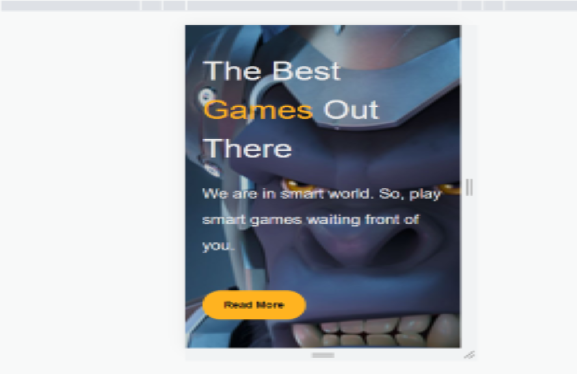 The Best
Games Out
There
We are in smart world. So, play
smart games waiting front of
you.
Read More